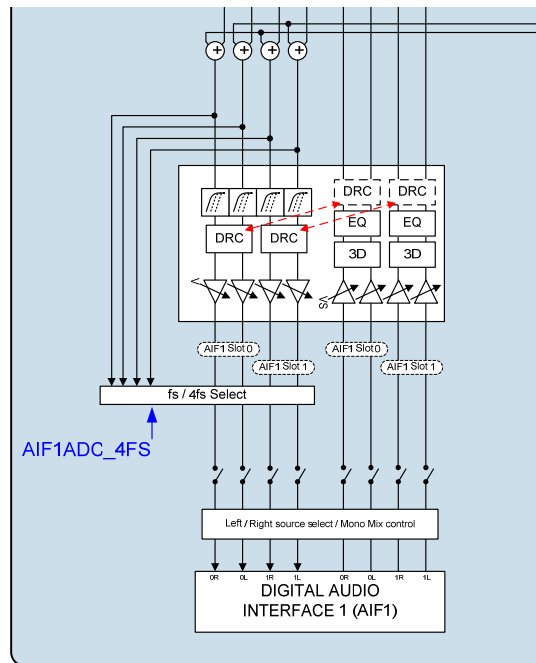 + + + +
DRC DRC
DRC DRC
EQ EQ
3D 3D
AIF1 Slot 0 AIF1 Slot 0
AIF1 Slot 1 AIF1 Slot 1
fs / 4fs Select
AIF1ADC_4FS
Left / Right source select / Mono Mix control
0R 0L 1R 1L 0R 0L 1R 1L
DIGITAL AUDIO
INTERFACE 1 (AIF1)